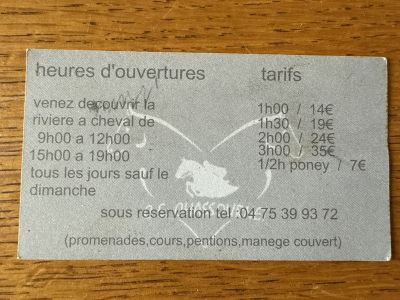 heures d'ouvertures
venez decouvrir la
riviere a cheval de
9h00 a 12h00
15h00 a 19h00
tous les jours sauf le
dimanche
tarifs
1h00 / 14€
1h30 / 19€
2h00 / 24€
3h00 / 35€
1/2h poney / 7€
sous reservation tel :04 75 39 93 72
(promenades,cours,pentions,manege couvert)